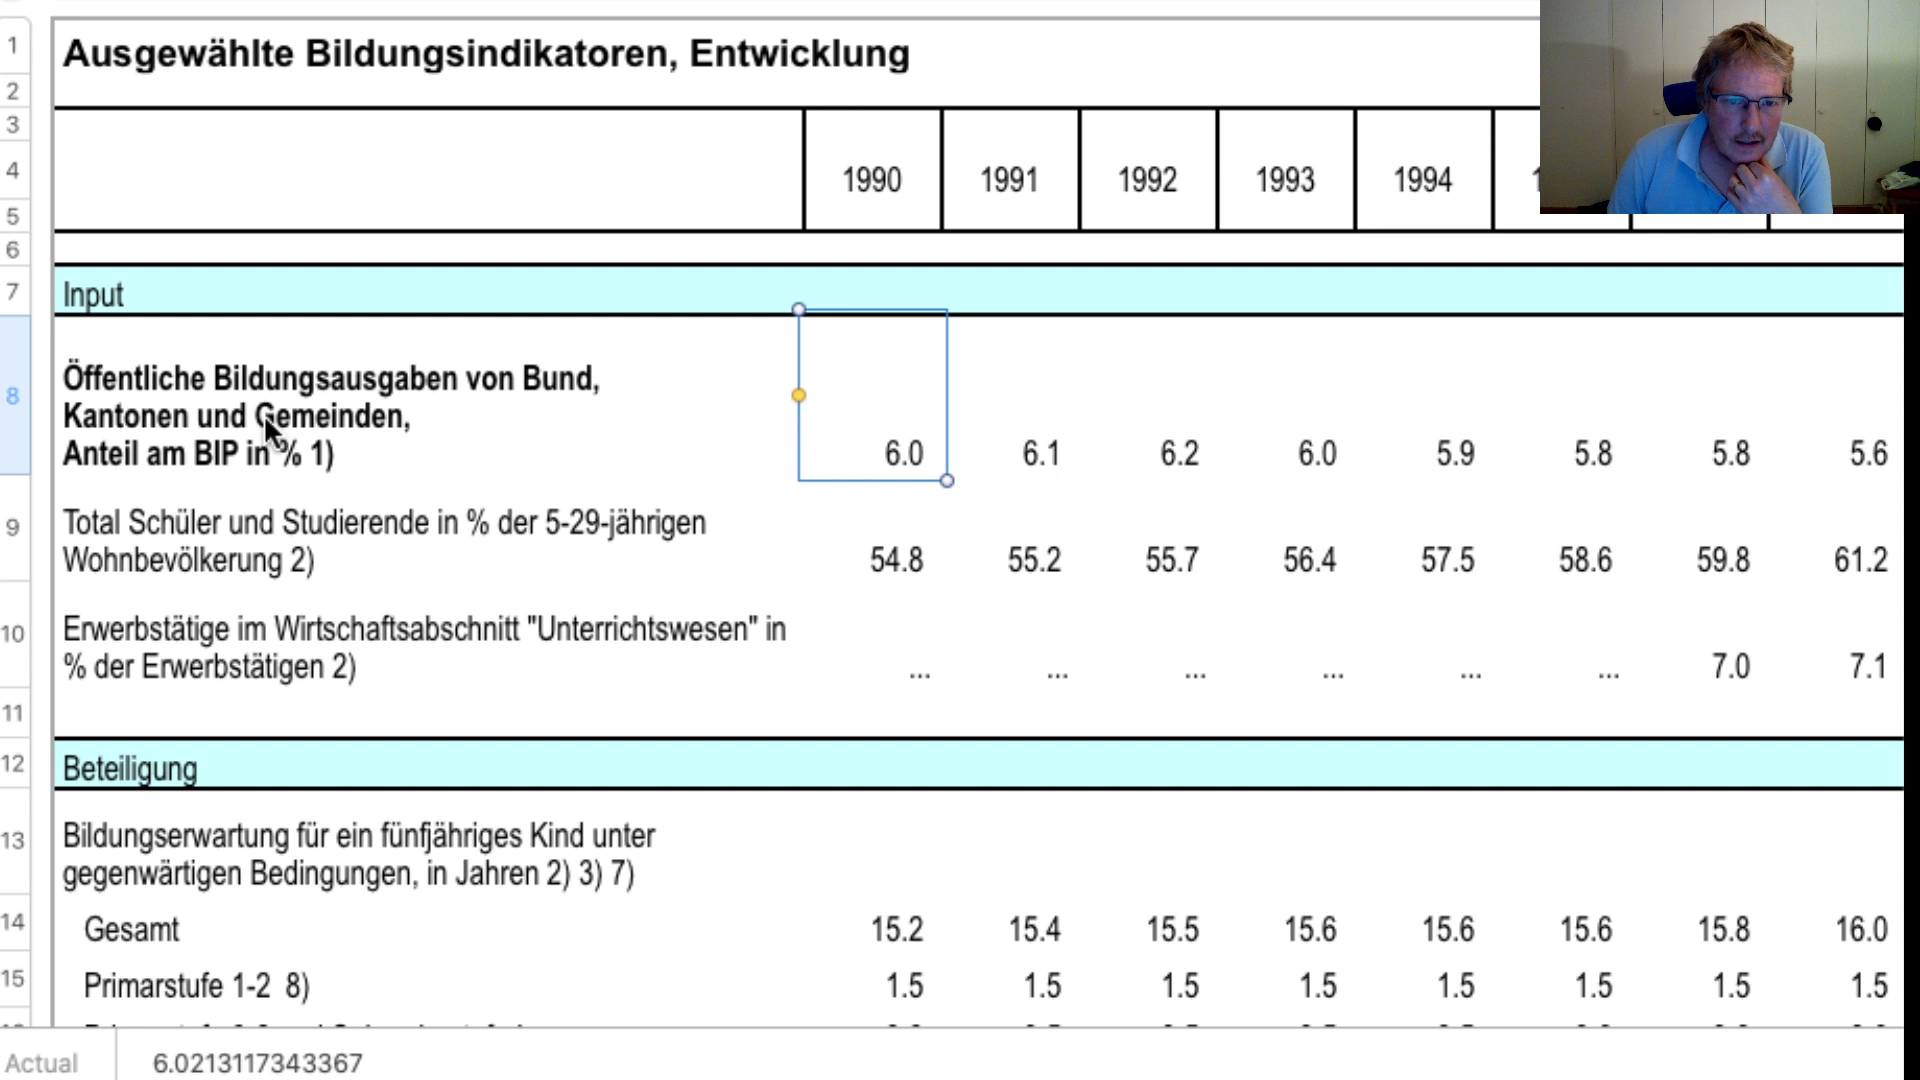 1 Ausgewählte Bildungsindikatoren, Entwicklung
2
3
4 1990 1991 1992 1993 1994
5
6
7 Input
8 Öffentliche Bildungsausgaben von Bund,
Kantonen und Gemeinden,
Anteil am BIP in % 1) 6.0 6.1 6.2 6.0 5.9 5.8 5.8 5.6
9 Total Schüler und Studierende in % der 5-29-jährigen
Wohnbevölkerung 2) 54.8 55.2 55.7 56.4 57.5 58.6 59.8 61.2
10 Erwerbstätige im Wirtschaftsabschnitt "Unterrichtswesen" in
% der Erwerbstätigen 2) ... ... ... ... ... ... 7.0 7.1
11
12 Beteiligung
13 Bildungserwartung für ein fünfjähriges Kind unter
gegenwärtigen Bedingungen, in Jahren 2) 3) 7)
14 Gesamt 15.2 15.4 15.5 15.6 15.6 15.6 15.8 16.0
15 Primarstufe 1-2 8) 1.5 1.5 1.5 1.5 1.5 1.5 1.5 1.5
Actual 6.0213117343367